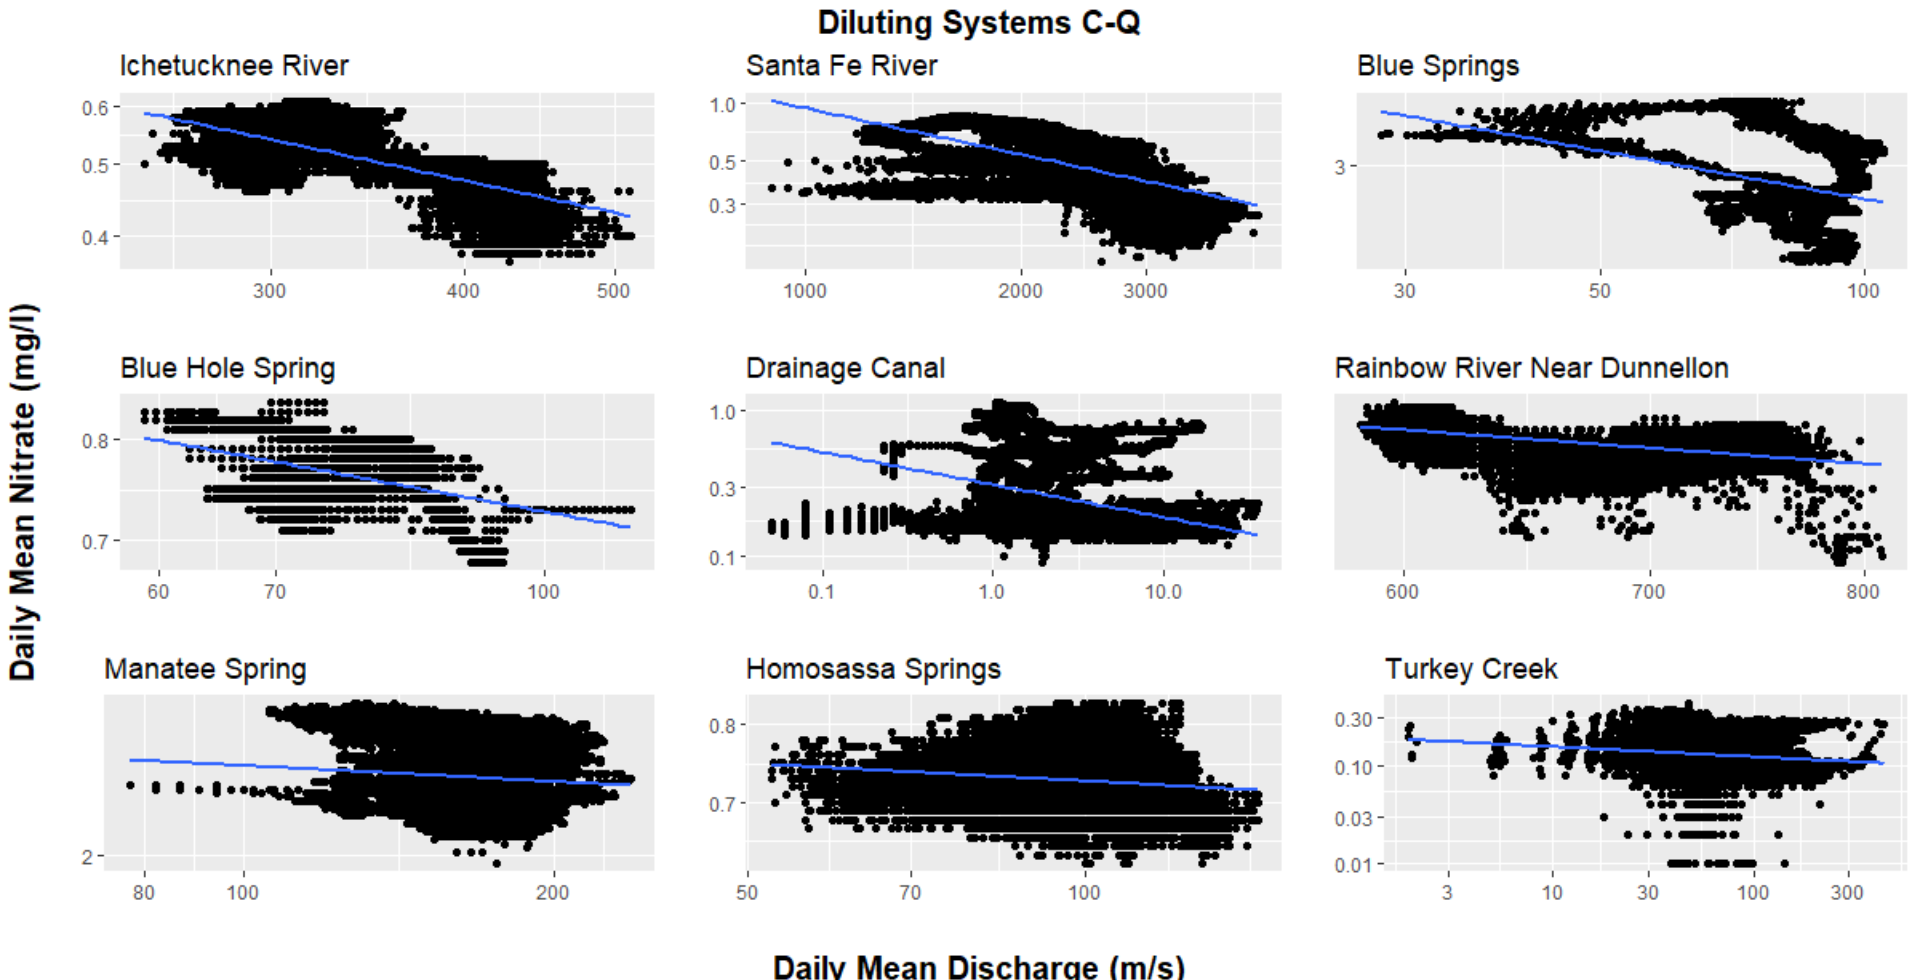 Diluting Systems C-Q
Ichetucknee River
Santa Fe River
Blue Springs
0.6
0.5
0.4
300 400 500
1.0
0.5
0.3
1000 2000 3000
3
30 50 100
Daily Mean Nitrate (mg/l)
Blue Hole Spring
Drainage Canal
Rainbow River Near Dunnellon
0.8
0.7
60 70 100
1.0
0.3
0.1
0.1 1.0 10.0
600 700 800
Manatee Spring
Homosassa Springs
Turkey Creek
2
80 100 200
0.8
0.7
50 70 100
0.30
0.10
0.03
0.01
3 10 30 100 300
Daily Mean Discharge (m/s)